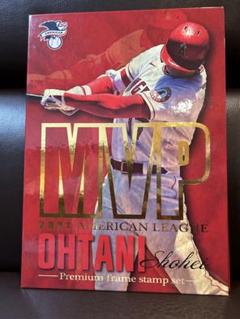 MVP
2021 AMERICAN LEAGUE
OHTANI Shohei
Premium frame stamp set